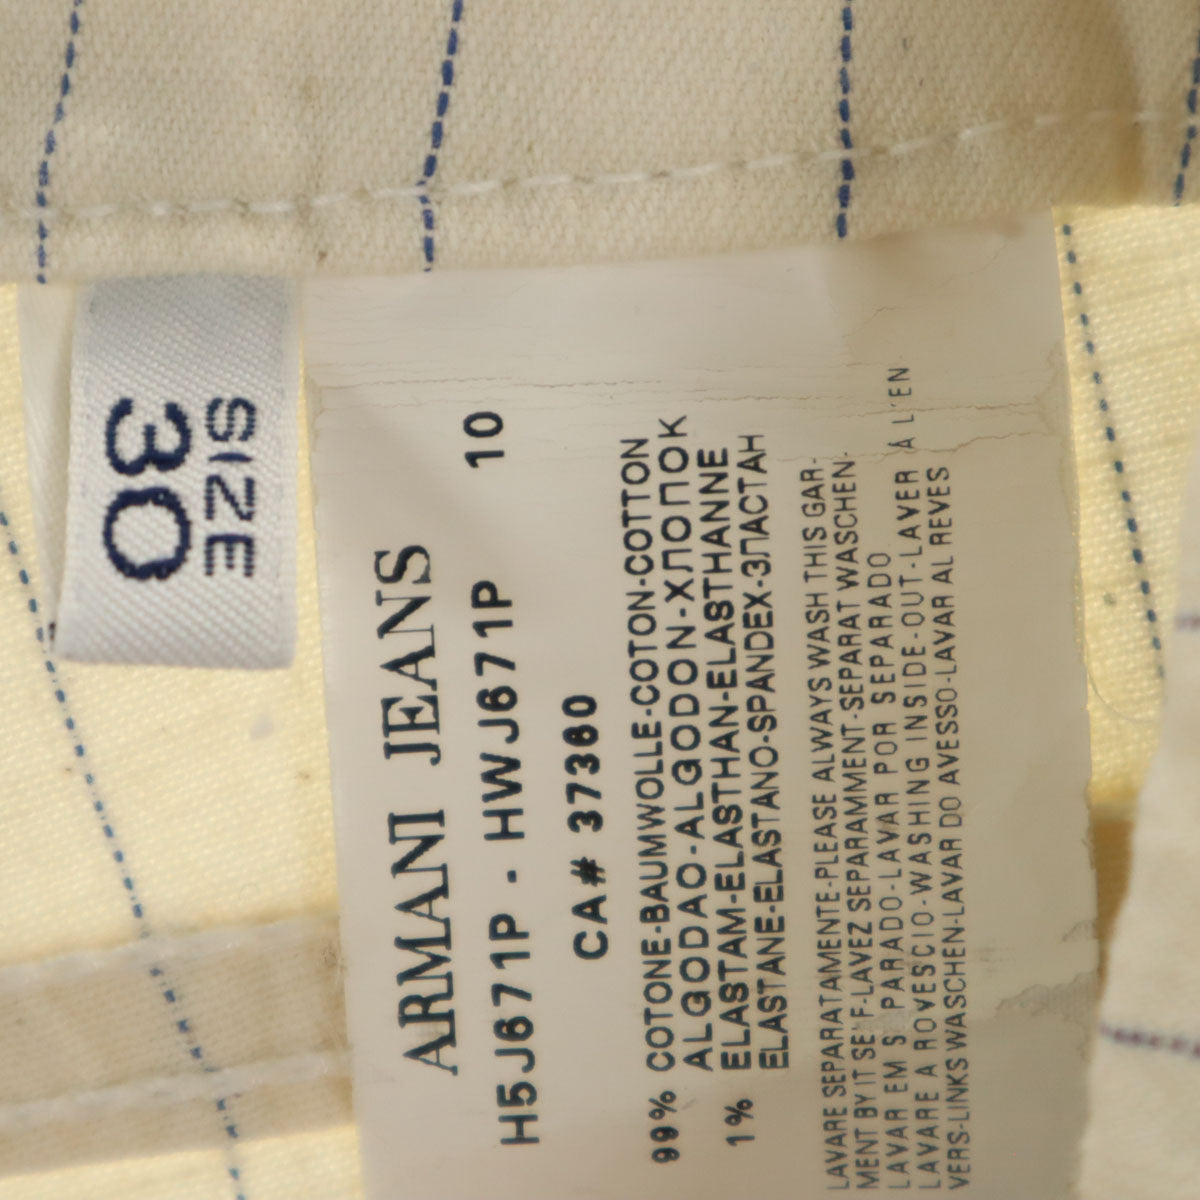 SIZE
30
ARMANI JEANS
H5J671P - HWJ671P 10
CA# 37360
99% COTONE-BAUMWOLLE-COTON-COTTON
ALGODAO-ALGODON-ХЛОПОК
1% ELASTAM-ELASTHAN-ELASTHANNE
ELASTANE-ELASTANO-SPANDEX-ЭЛАСТАН
LAVARE SEPARATAMENTE-PLEASE ALWAYS WASH THIS GAR-
MENT BY IT SE F-LAVEZ SEPARAMMENT-SEPARAT WASCHEN-
LAVAR EM S PARADO-LAVAR POR SEPARADO
LAVARE A ROVESCIO-WASHING INSIDE-OUT-LAVER A L'EN
VERS-LINKS WASCHEN-LAVAR DO AVESSO-LAVAR AL REVES